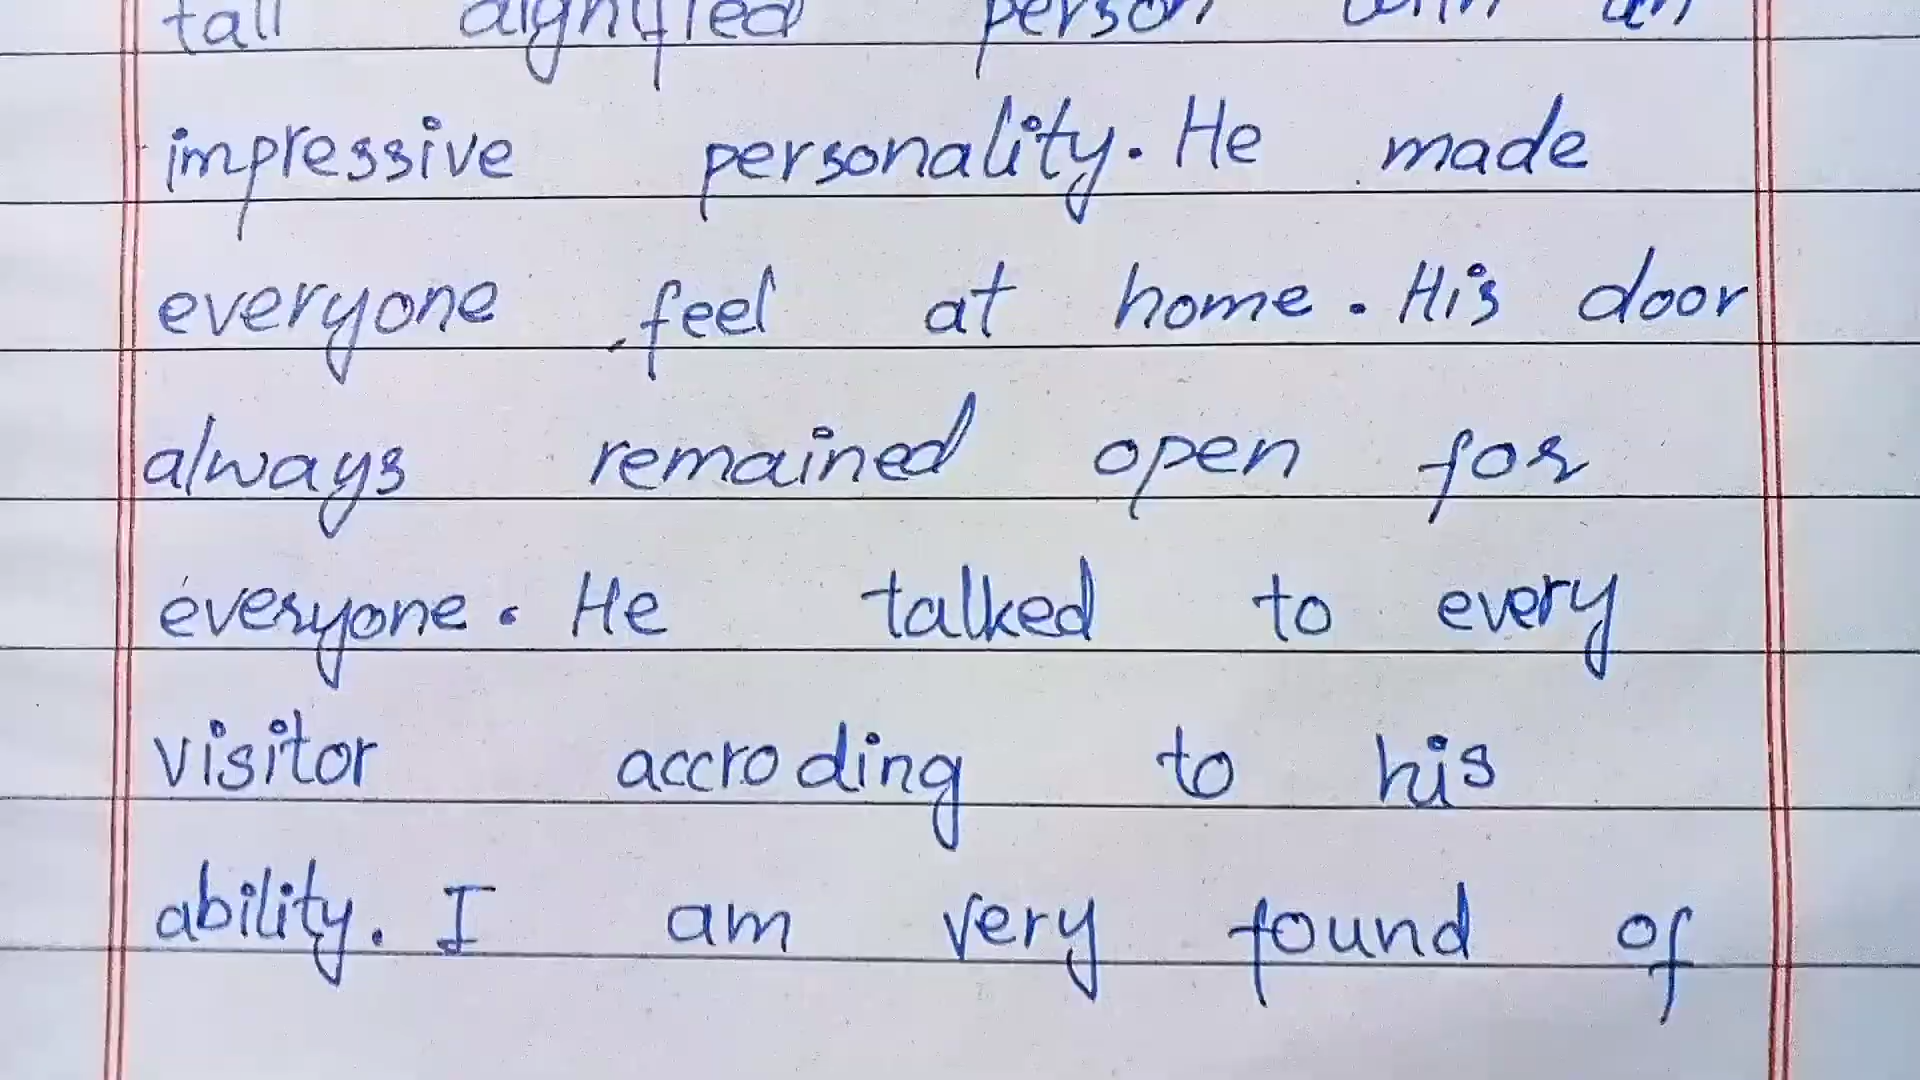 tall dignified person with an
impressive personality. He made
everyone feel at home. His door
always remained open for
everyone. He talked to every
visitor accroding to his
ability. I am very found of